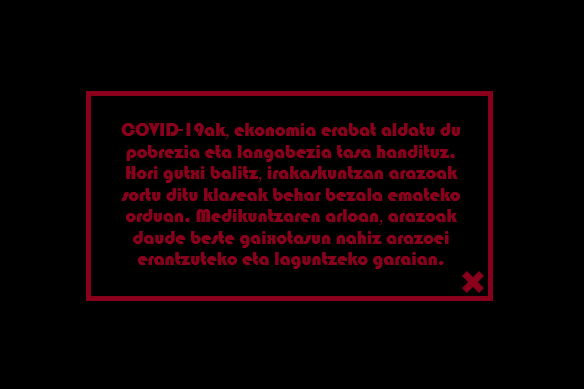 COVID-19ak, ekonomia erabat aldatu du
pobrezia eta langabezia tasa handituz.
Hori gutxi balitz, irakaskuntzan arazoak
sortu ditu klaseak behar bezala emateko
orduan. Medikuntzaren arloan, arazoak
daude beste gaixotasun nahiz arazoei
erantzuteko eta laguntzeko garaian.